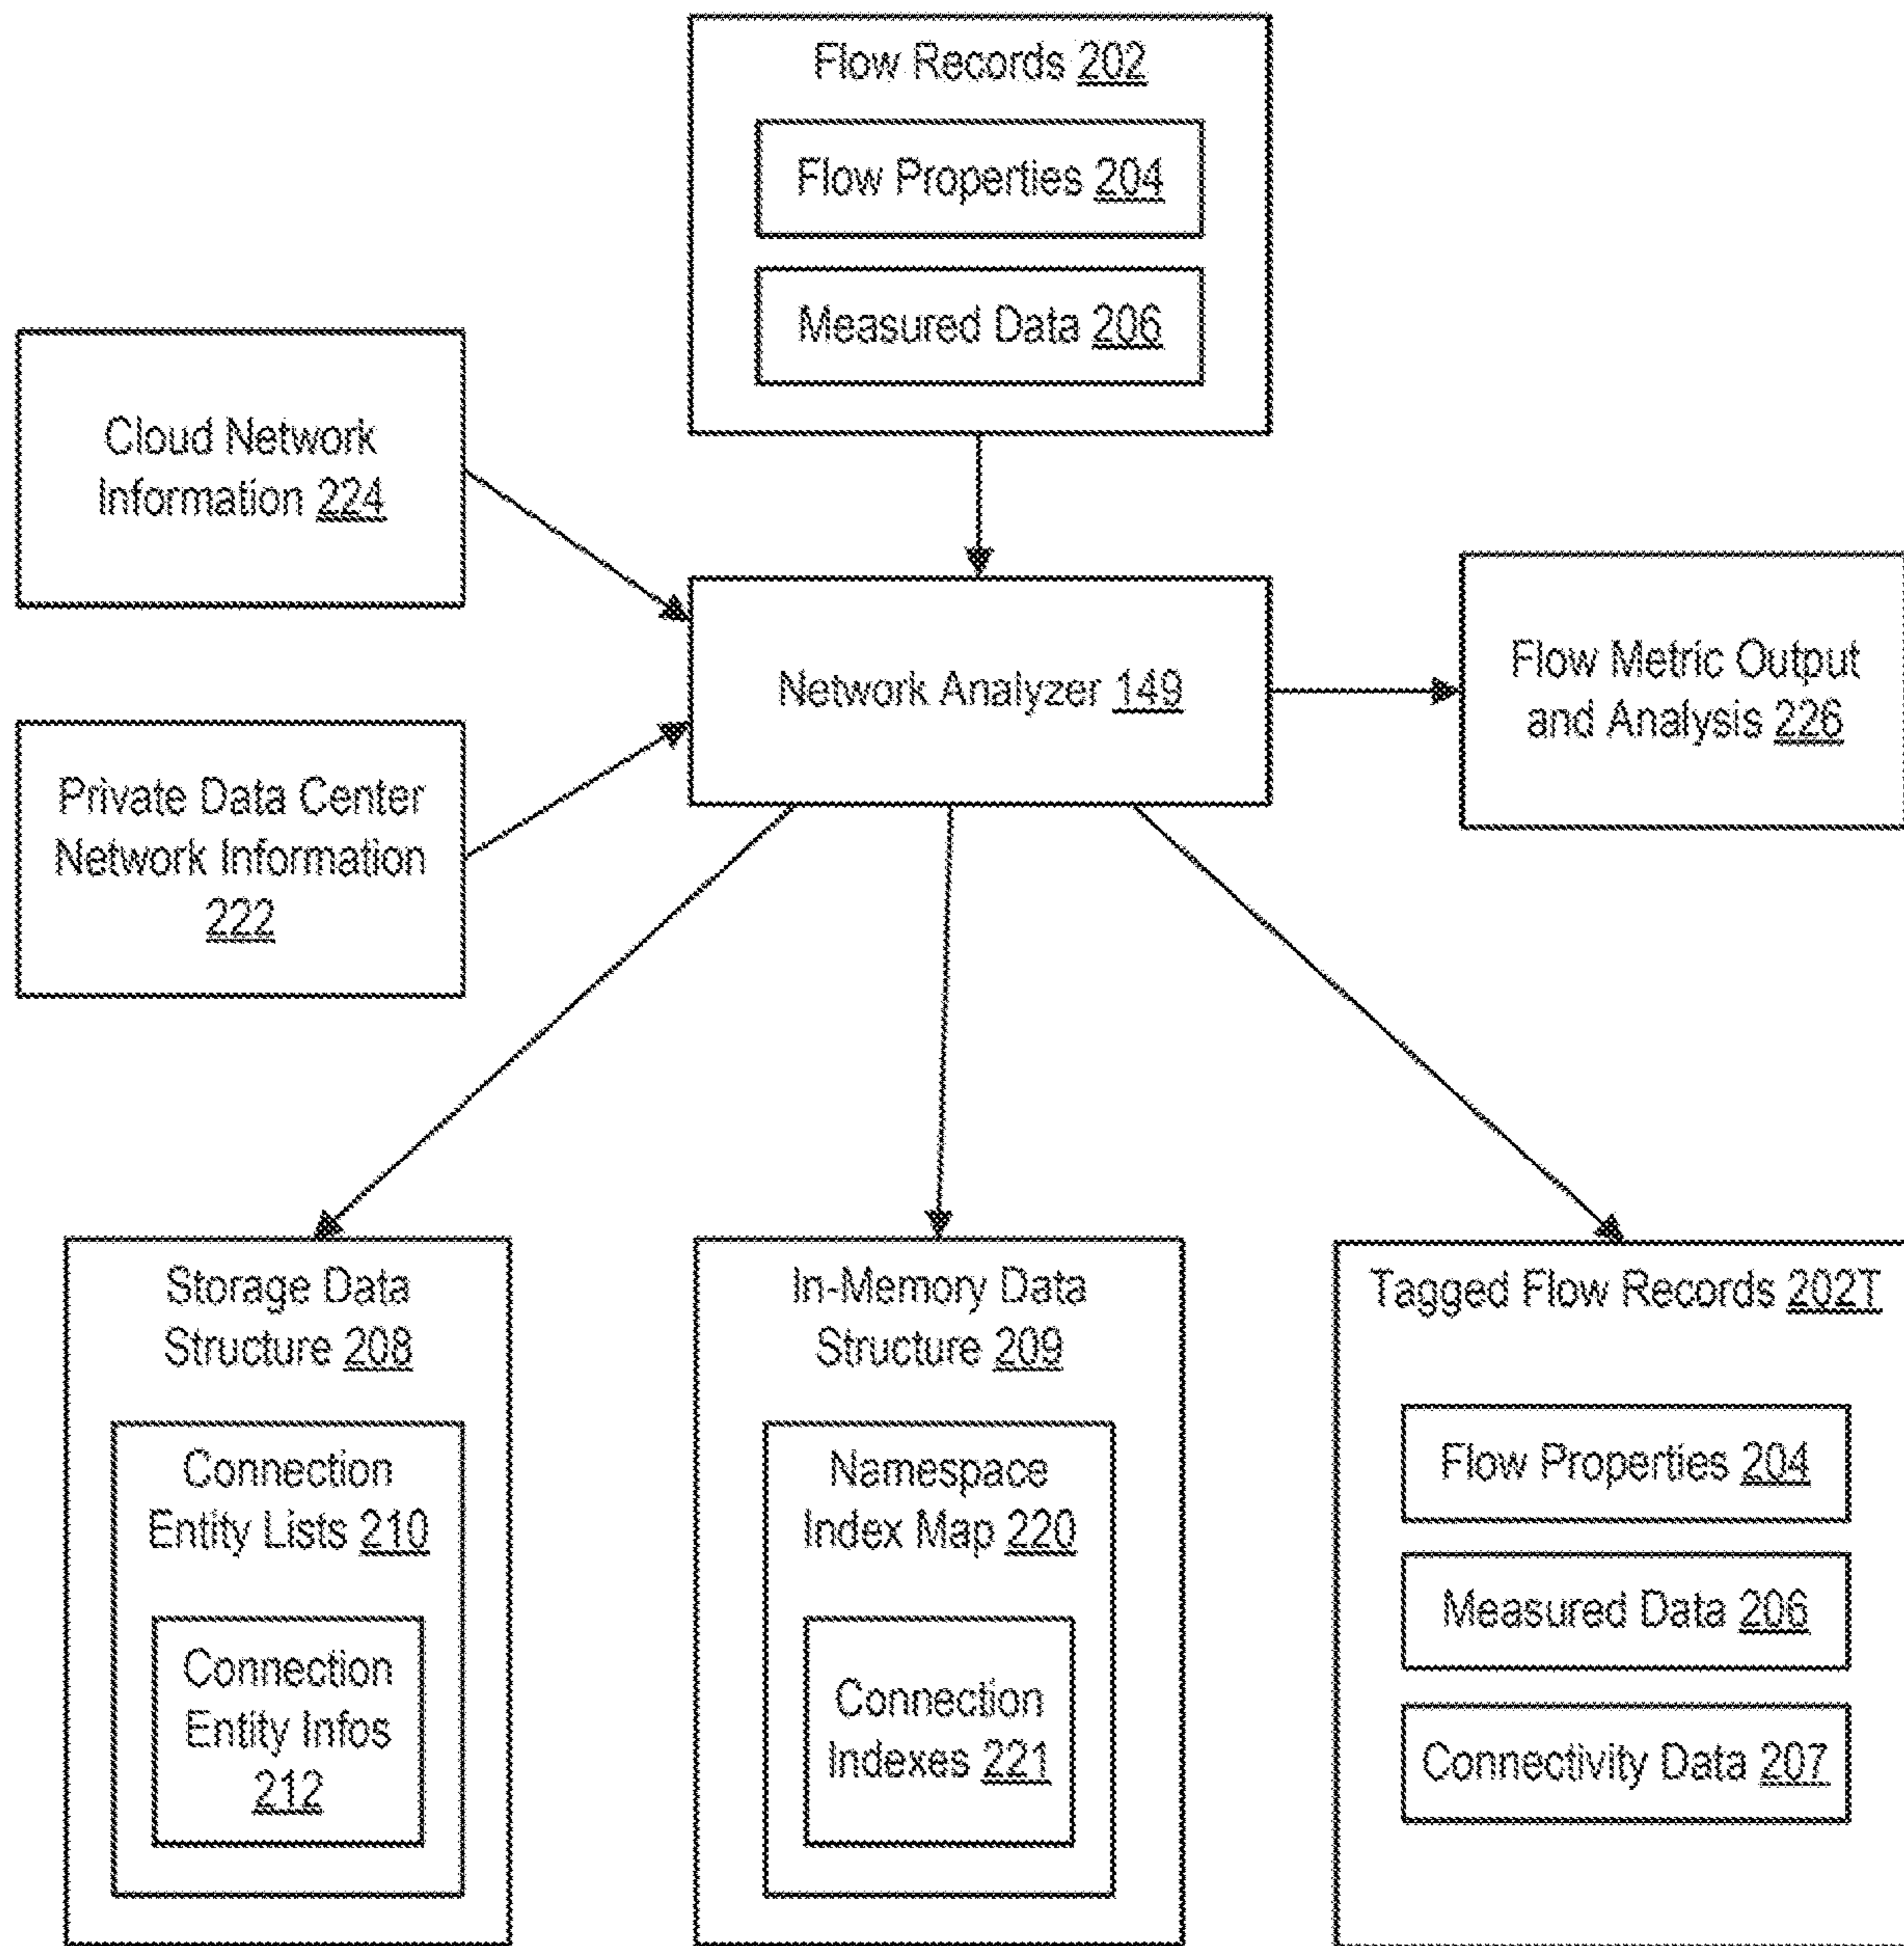 Flow Records 202
Flow Properties 204
Measured Data 206
Cloud Network
Information 224
Network Analyzer 149
Flow Metric Output
and Analysis 226
Private Data Center
Network Information
222
Storage Data
Structure 208
Connection
Entity Lists 210
Connection
Entity Infos
212
In-Memory Data
Structure 209
Namespace
Index Map 220
Connection
Indexes 221
Tagged Flow Records 202T
Flow Properties 204
Measured Data 206
Connectivity Data 207